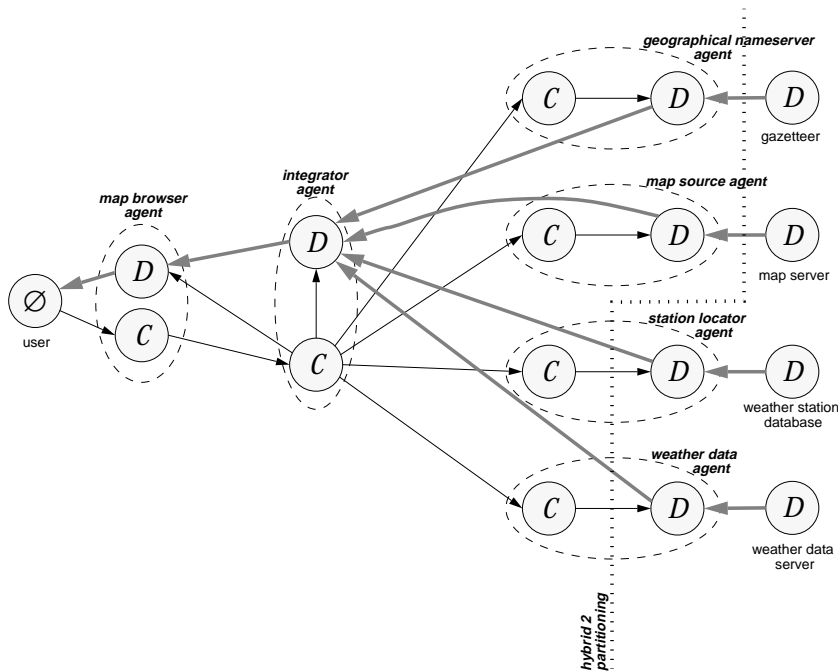 geographical nameserver
agent
C
D
D
gazetteer
map source agent
C
D
D
map server
integrator
agent
D
C
map browser
agent
D
C
∅
user
station locator
agent
C
D
D
weather station
database
weather data
agent
C
D
D
weather data
server
hybrid 2
partitioning